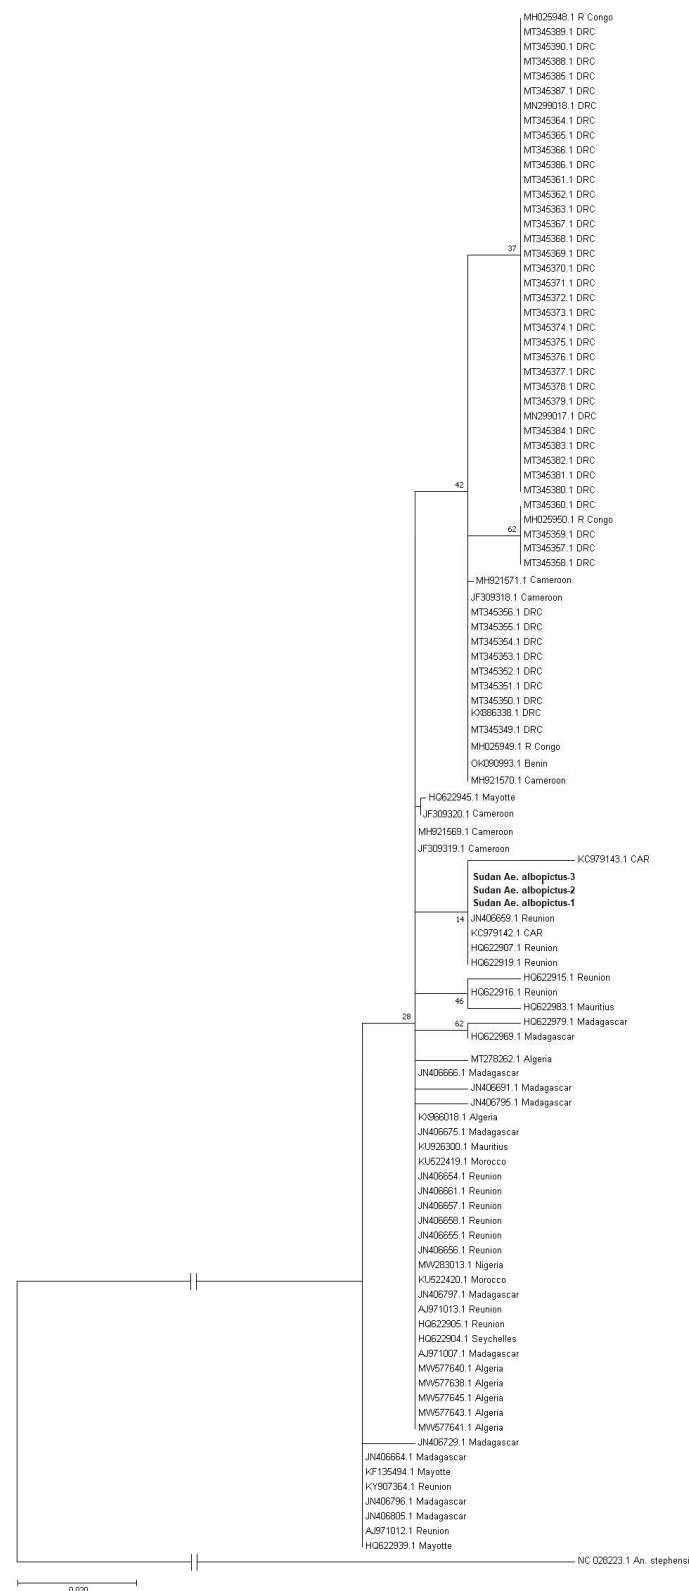 MH025948.1 R Congo
MT345389.1 DRC
MT345390.1 DRC
MT345388.1 DRC
MT345385.1 DRC
MT345387.1 DRC
MN299018.1 DRC
MT345364.1 DRC
MT345365.1 DRC
MT345366.1 DRC
MT345386.1 DRC
MT345361.1 DRC
MT345362.1 DRC
MT345363.1 DRC
MT345367.1 DRC
MT345368.1 DRC
37
MT345369.1 DRC
MT345370.1 DRC
MT345371.1 DRC
MT345372.1 DRC
MT345373.1 DRC
MT345374.1 DRC
MT345375.1 DRC
MT345376.1 DRC
MT345377.1 DRC
MT345378.1 DRC
MT345379.1 DRC
MN299017.1 DRC
MT345384.1 DRC
MT345383.1 DRC
MT345382.1 DRC
MT345381.1 DRC
42
MT345380.1 DRC
MT345360.1 DRC
MH025950.1 R Congo
62
MT345359.1 DRC
MT345357.1 DRC
MT345358.1 DRC
MH921571.1 Cameroon
JF309318.1 Cameroon
MT345356.1 DRC
MT345355.1 DRC
MT345354.1 DRC
MT345353.1 DRC
MT345352.1 DRC
MT345351.1 DRC
MT345350.1 DRC
KX886338.1 DRC
MT345349.1 DRC
MH025949.1 R Congo
OK090993.1 Benin
MH921570.1 Cameroon
HQ622945.1 Mayotte
JF309320.1 Cameroon
MH921569.1 Cameroon
JF309319.1 Cameroon
KC979143.1 CAR
Sudan Ae. albopictus-3
Sudan Ae. albopictus-2
Sudan Ae. albopictus-1
14
JN406659.1 Reunion
KC979142.1 CAR
HQ622907.1 Reunion
HQ622919.1 Reunion
HQ622915.1 Reunion
HQ622916.1 Reunion
46
HQ622983.1 Mauritius
28
62
HQ622979.1 Madagascar
HQ622969.1 Madagascar
MT278262.1 Algeria
JN406666.1 Madagascar
JN406691.1 Madagascar
JN406795.1 Madagascar
KX966018.1 Algeria
JN406675.1 Madagascar
KU926300.1 Mauritius
KU522419.1 Morocco
JN406654.1 Reunion
JN406661.1 Reunion
JN406657.1 Reunion
JN406658.1 Reunion
JN406655.1 Reunion
JN406656.1 Reunion
MW283013.1 Nigeria
KU522420.1 Morocco
JN406797.1 Madagascar
AJ971013.1 Reunion
HQ622905.1 Reunion
HQ622904.1 Seychelles
AJ971007.1 Madagascar
MW577640.1 Algeria
MW577638.1 Algeria
MW577645.1 Algeria
MW577643.1 Algeria
MW577641.1 Algeria
JN406729.1 Madagascar
JN406664.1 Madagascar
KF135494.1 Mayotte
KY907364.1 Reunion
JN406796.1 Madagascar
JN406805.1 Madagascar
AJ971012.1 Reunion
HQ622939.1 Mayotte
NC 028223.1 An. stephensi
0.020